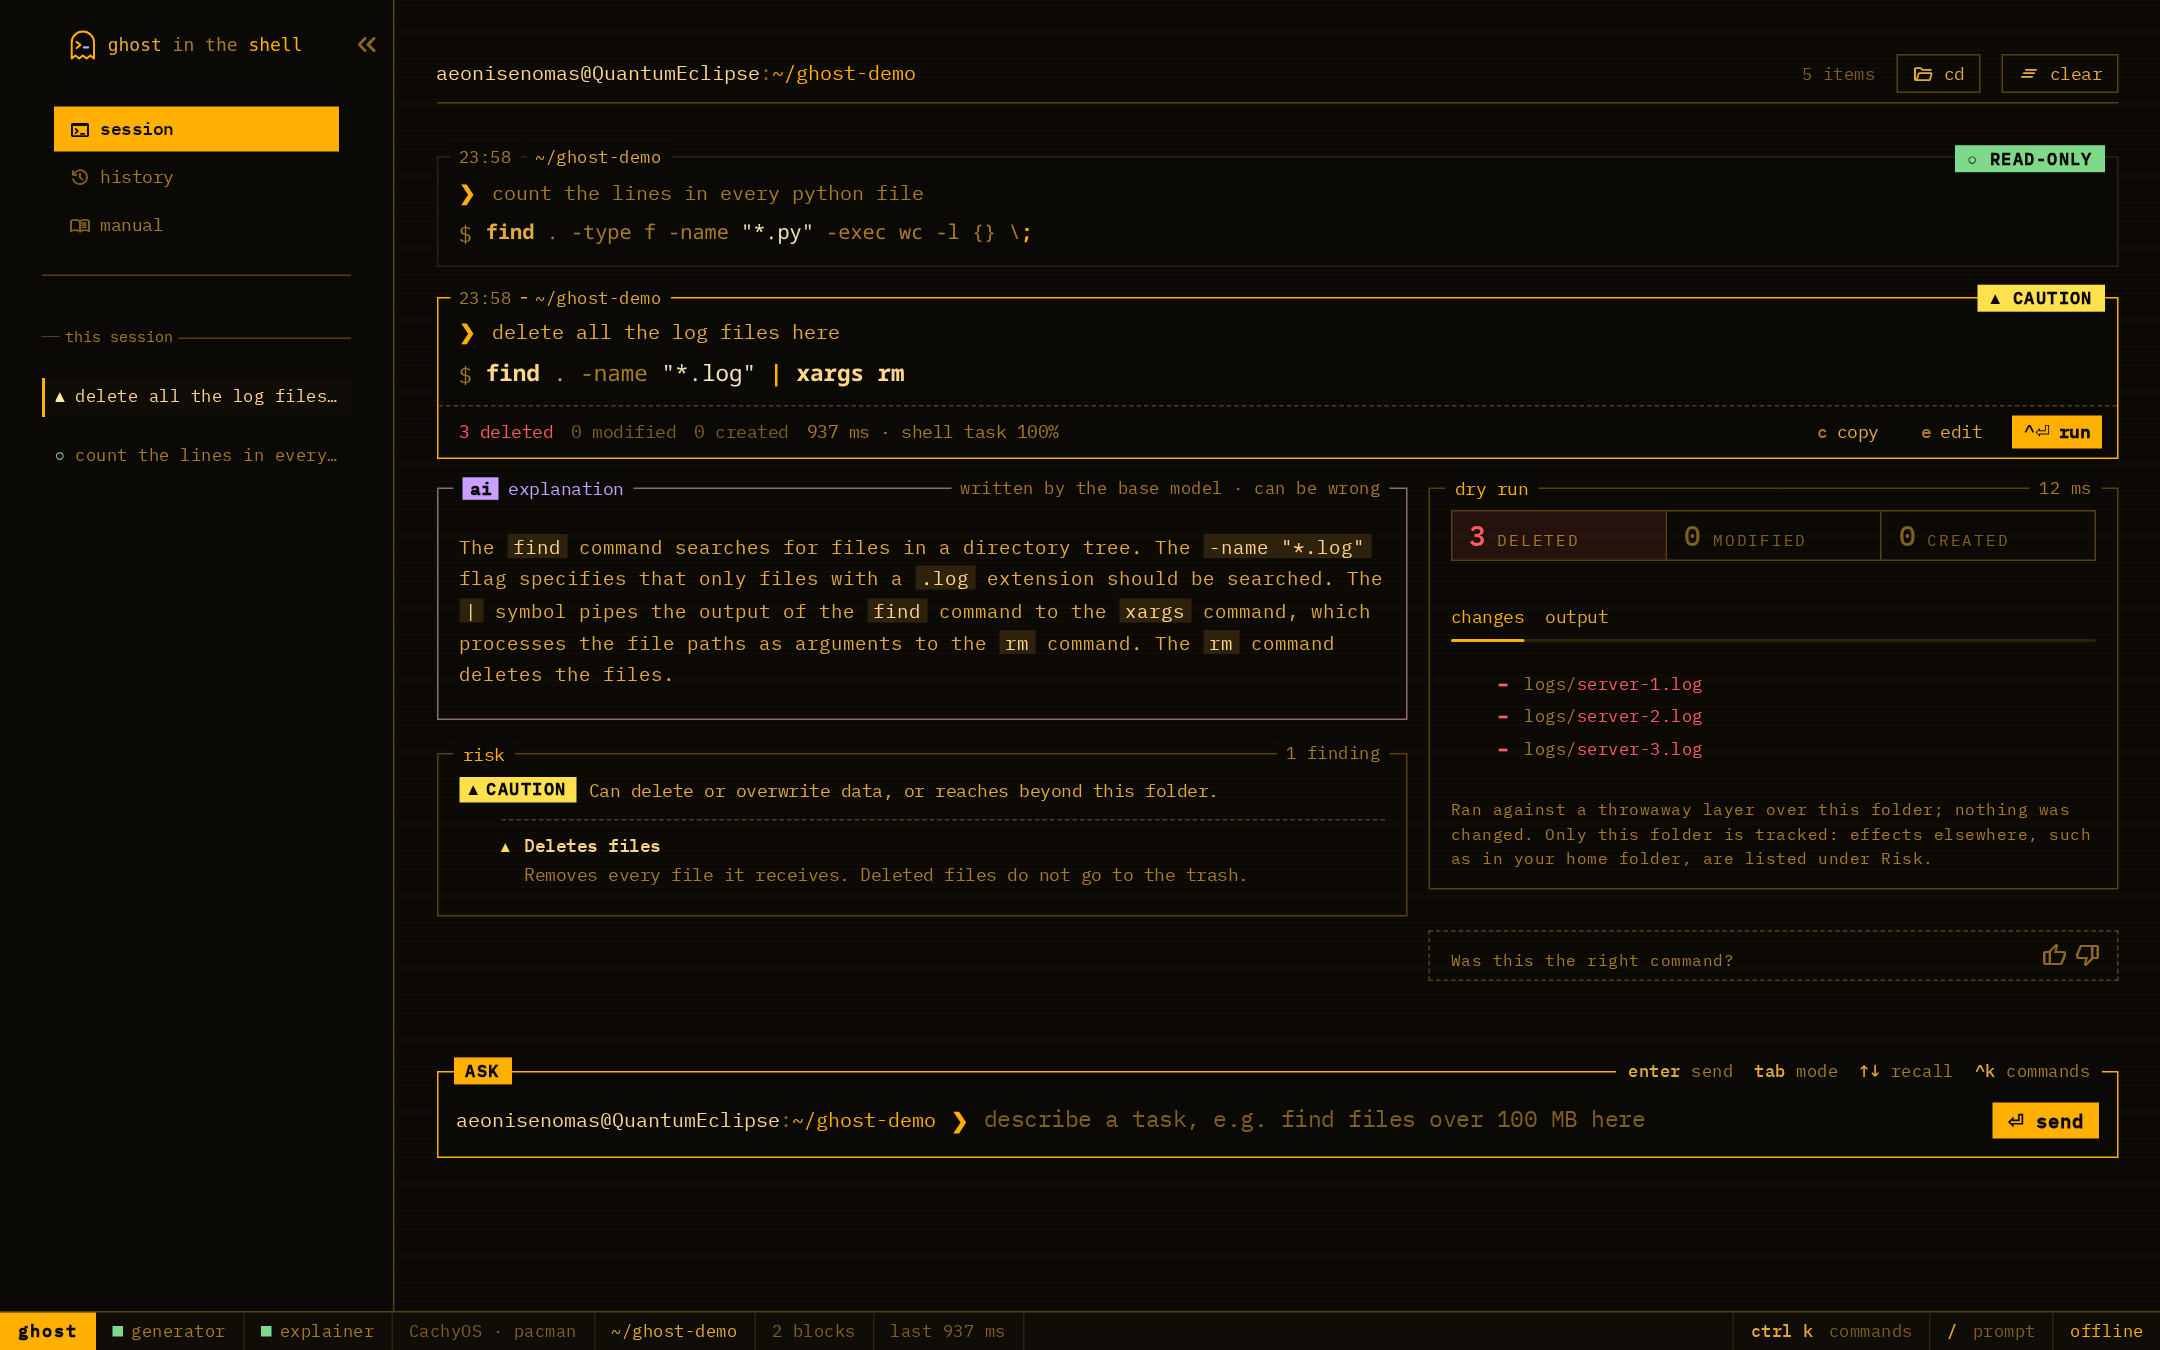 ghost in the shell
session
history
manual
this session
▲ delete all the log files…
○ count the lines in every…
aeonisenomas@QuantumEclipse:~/ghost-demo
5 items
cd
clear
23:58 - ~/ghost-demo
○ READ-ONLY
❯ count the lines in every python file
$ find . -type f -name "*.py" -exec wc -l {} \;
23:58 - ~/ghost-demo
▲ CAUTION
❯ delete all the log files here
$ find . -name "*.log" | xargs rm
3 deleted 0 modified 0 created 937 ms · shell task 100%
c copy e edit ^⏎ run
ai explanation
written by the base model · can be wrong
The find command searches for files in a directory tree. The -name "*.log"
flag specifies that only files with a .log extension should be searched. The
| symbol pipes the output of the find command to the xargs command, which
processes the file paths as arguments to the rm command. The rm command
deletes the files.
risk
1 finding
▲ CAUTION Can delete or overwrite data, or reaches beyond this folder.
▲ Deletes files
Removes every file it receives. Deleted files do not go to the trash.
dry run
12 ms
3 DELETED 0 MODIFIED 0 CREATED
changes output
– logs/server-1.log
– logs/server-2.log
– logs/server-3.log
Ran against a throwaway layer over this folder; nothing was
changed. Only this folder is tracked: effects elsewhere, such
as in your home folder, are listed under Risk.
Was this the right command?
ASK
enter send tab mode ↑↓ recall ^k commands
aeonisenomas@QuantumEclipse:~/ghost-demo ❯ describe a task, e.g. find files over 100 MB here
⏎ send
ghost
generator
explainer
CachyOS · pacman
~/ghost-demo
2 blocks
last 937 ms
ctrl k commands
/ prompt
offline